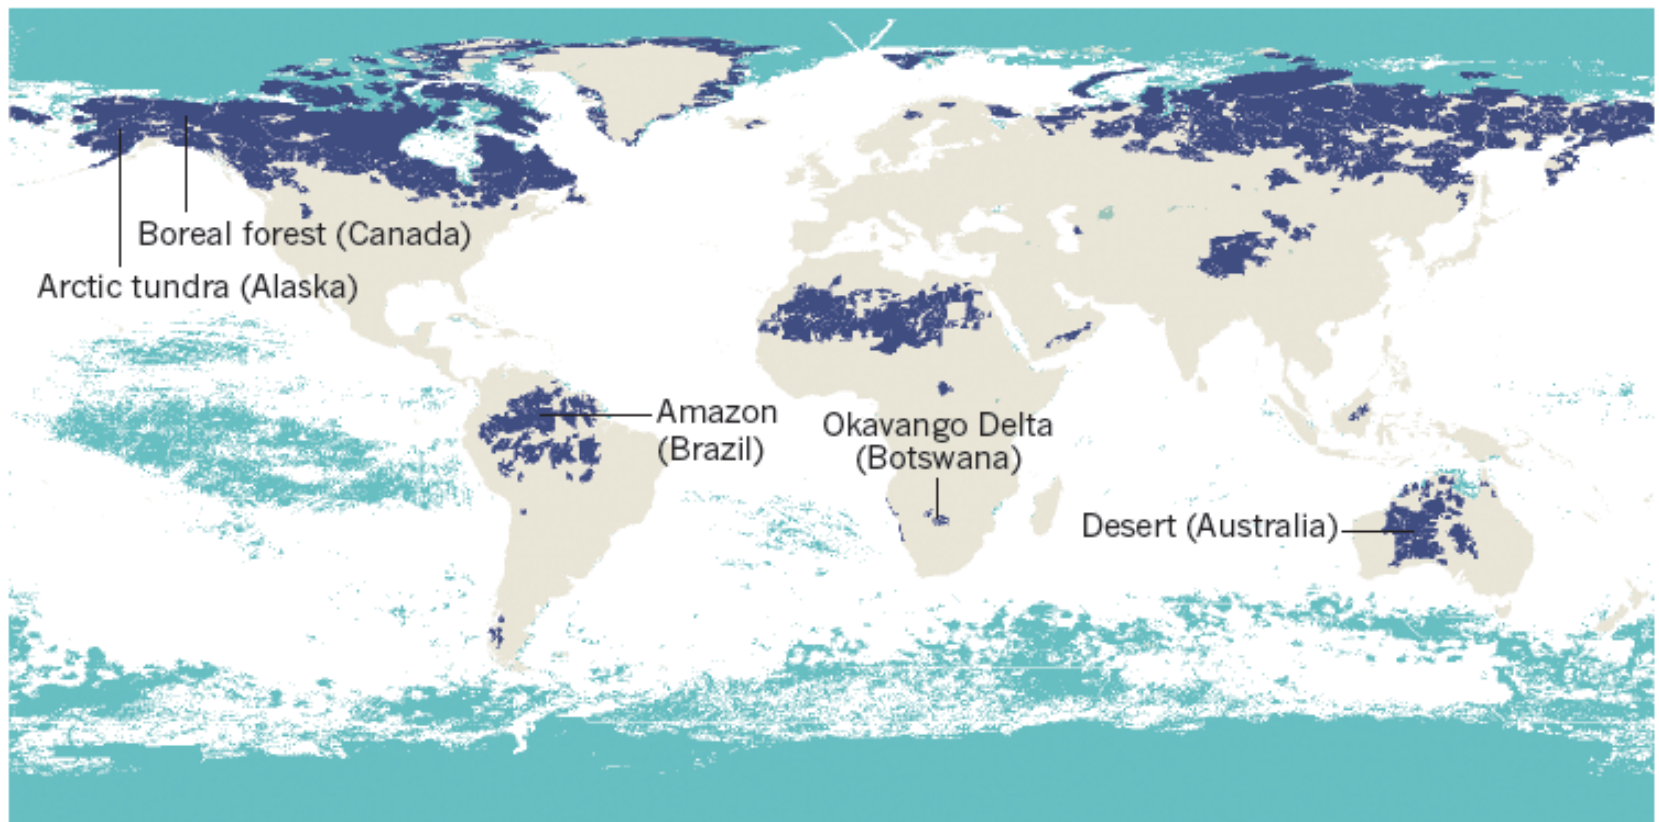 Boreal forest (Canada)
Arctic tundra (Alaska)
Amazon
(Brazil)
Okavango Delta
(Botswana)
Desert (Australia)